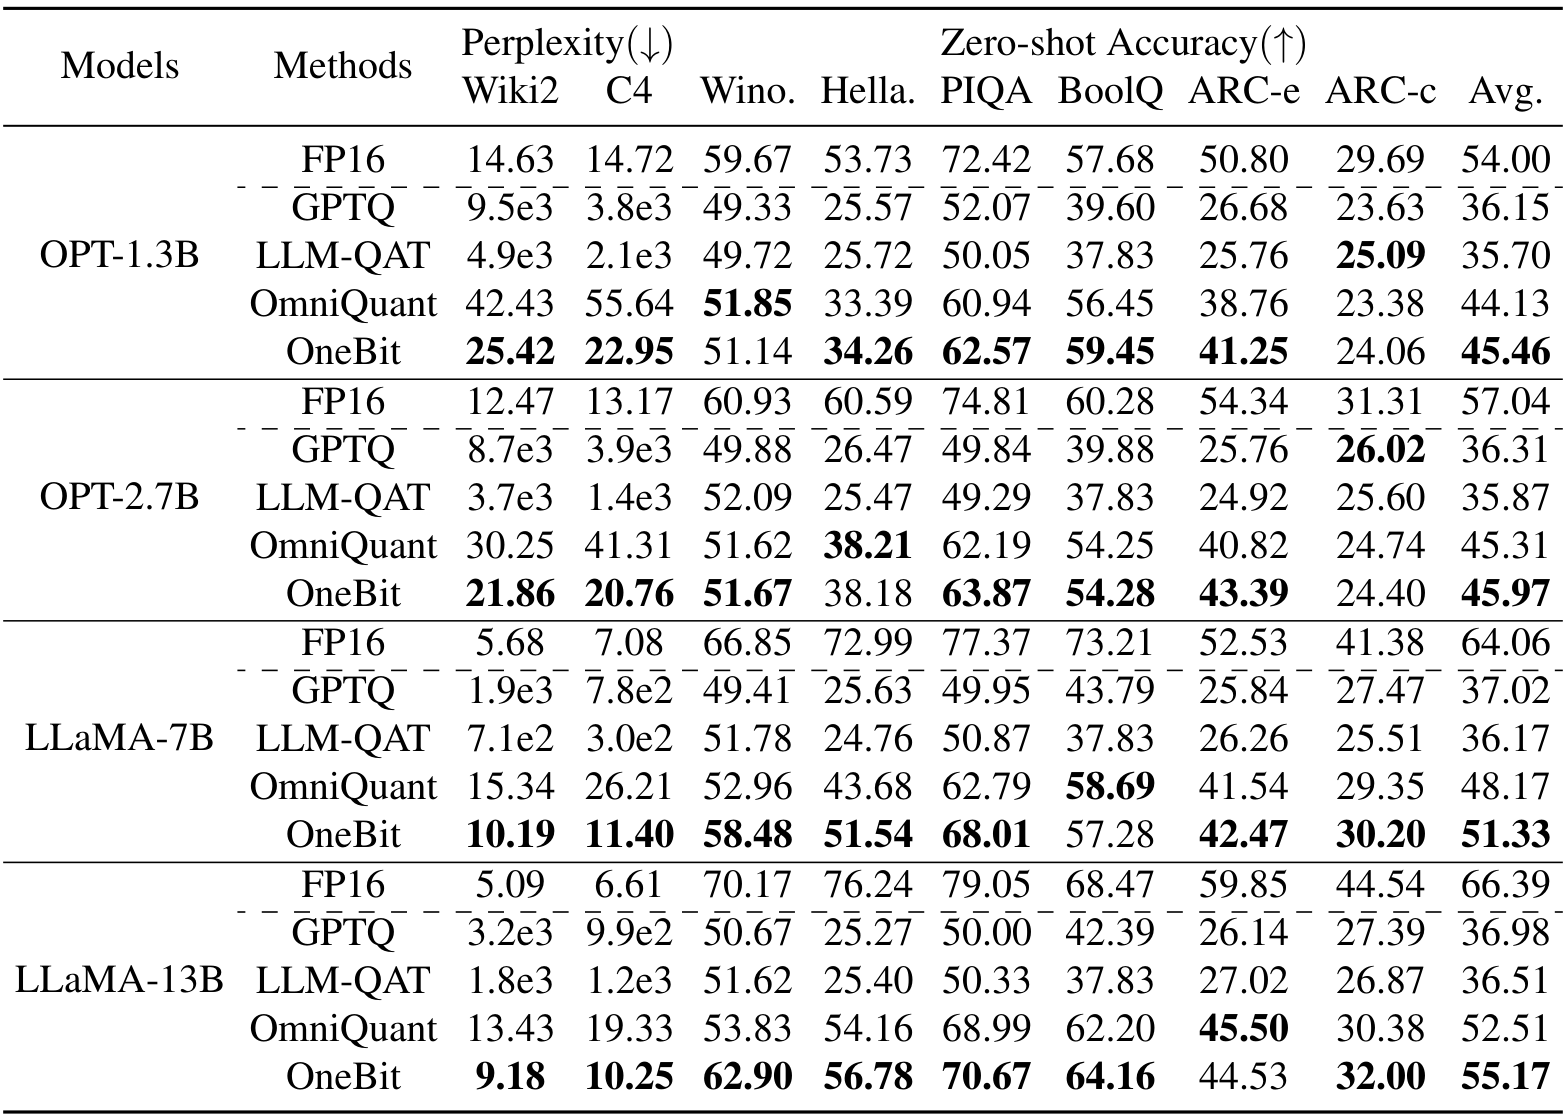 Models Methods Perplexity(↓) Zero-shot Accuracy(↑)
Wiki2 C4 Wino. Hella. PIQA BoolQ ARC-e ARC-c Avg.
FP16 14.63 14.72 59.67 53.73 72.42 57.68 50.80 29.69 54.00
GPTQ 9.5e3 3.8e3 49.33 25.57 52.07 39.60 26.68 23.63 36.15
OPT-1.3B LLM-QAT 4.9e3 2.1e3 49.72 25.72 50.05 37.83 25.76 25.09 35.70
OmniQuant 42.43 55.64 51.85 33.39 60.94 56.45 38.76 23.38 44.13
OneBit 25.42 22.95 51.14 34.26 62.57 59.45 41.25 24.06 45.46
FP16 12.47 13.17 60.93 60.59 74.81 60.28 54.34 31.31 57.04
GPTQ 8.7e3 3.9e3 49.88 26.47 49.84 39.88 25.76 26.02 36.31
OPT-2.7B LLM-QAT 3.7e3 1.4e3 52.09 25.47 49.29 37.83 24.92 25.60 35.87
OmniQuant 30.25 41.31 51.62 38.21 62.19 54.25 40.82 24.74 45.31
OneBit 21.86 20.76 51.67 38.18 63.87 54.28 43.39 24.40 45.97
FP16 5.68 7.08 66.85 72.99 77.37 73.21 52.53 41.38 64.06
GPTQ 1.9e3 7.8e2 49.41 25.63 49.95 43.79 25.84 27.47 37.02
LLaMA-7B LLM-QAT 7.1e2 3.0e2 51.78 24.76 50.87 37.83 26.26 25.51 36.17
OmniQuant 15.34 26.21 52.96 43.68 62.79 58.69 41.54 29.35 48.17
OneBit 10.19 11.40 58.48 51.54 68.01 57.28 42.47 30.20 51.33
FP16 5.09 6.61 70.17 76.24 79.05 68.47 59.85 44.54 66.39
GPTQ 3.2e3 9.9e2 50.67 25.27 50.00 42.39 26.14 27.39 36.98
LLaMA-13B LLM-QAT 1.8e3 1.2e3 51.62 25.40 50.33 37.83 27.02 26.87 36.51
OmniQuant 13.43 19.33 53.83 54.16 68.99 62.20 45.50 30.38 52.51
OneBit 9.18 10.25 62.90 56.78 70.67 64.16 44.53 32.00 55.17